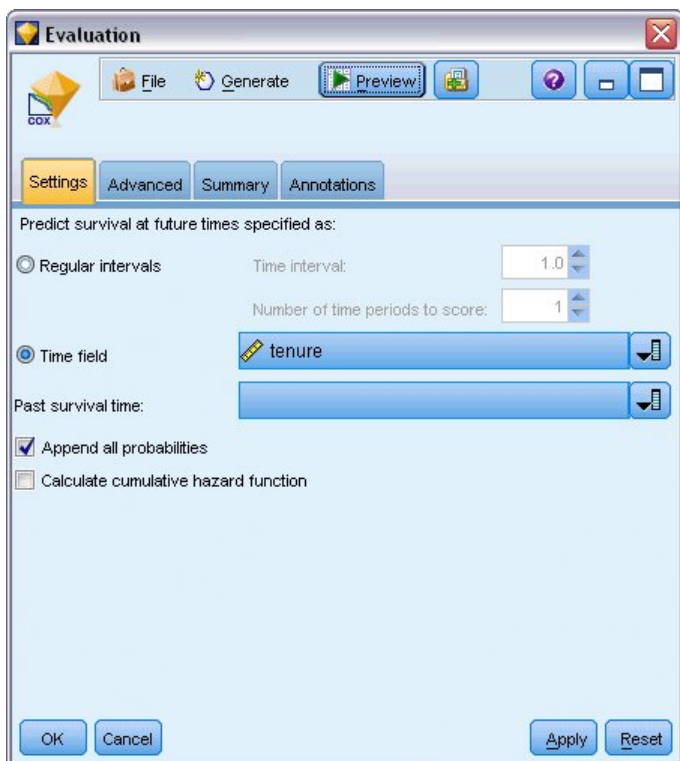 Evaluation
File Generate Preview ?
COX
Settings Advanced Summary Annotations
Predict survival at future times specified as:
Regular intervals Time interval: 1.0
Number of time periods to score: 1
Time field tenure
Past survival time:
Append all probabilities
Calculate cumulative hazard function
OK Cancel Apply Reset